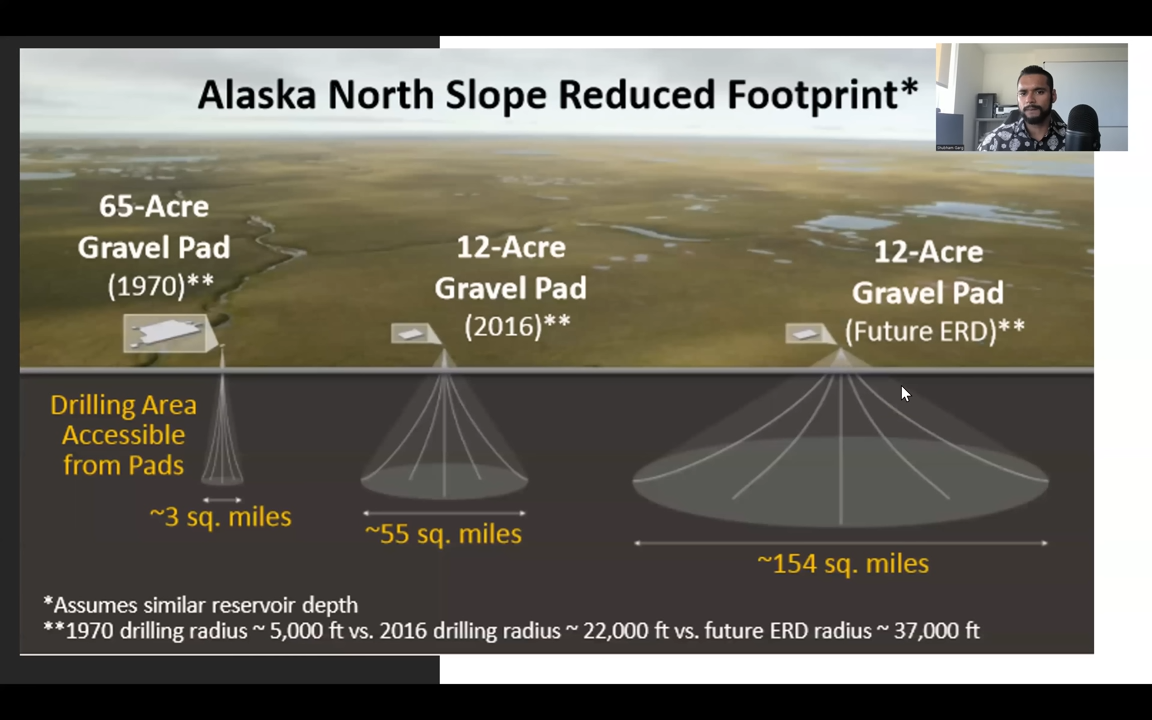 Alaska North Slope Reduced Footprint*
65-Acre
Gravel Pad
(1970)**
12-Acre
Gravel Pad
(2016)**
12-Acre
Gravel Pad
(Future ERD)**
Drilling Area
Accessible
from Pads
~3 sq. miles
~55 sq. miles
~154 sq. miles
*Assumes similar reservoir depth
**1970 drilling radius ~ 5,000 ft vs. 2016 drilling radius ~ 22,000 ft vs. future ERD radius ~ 37,000 ft